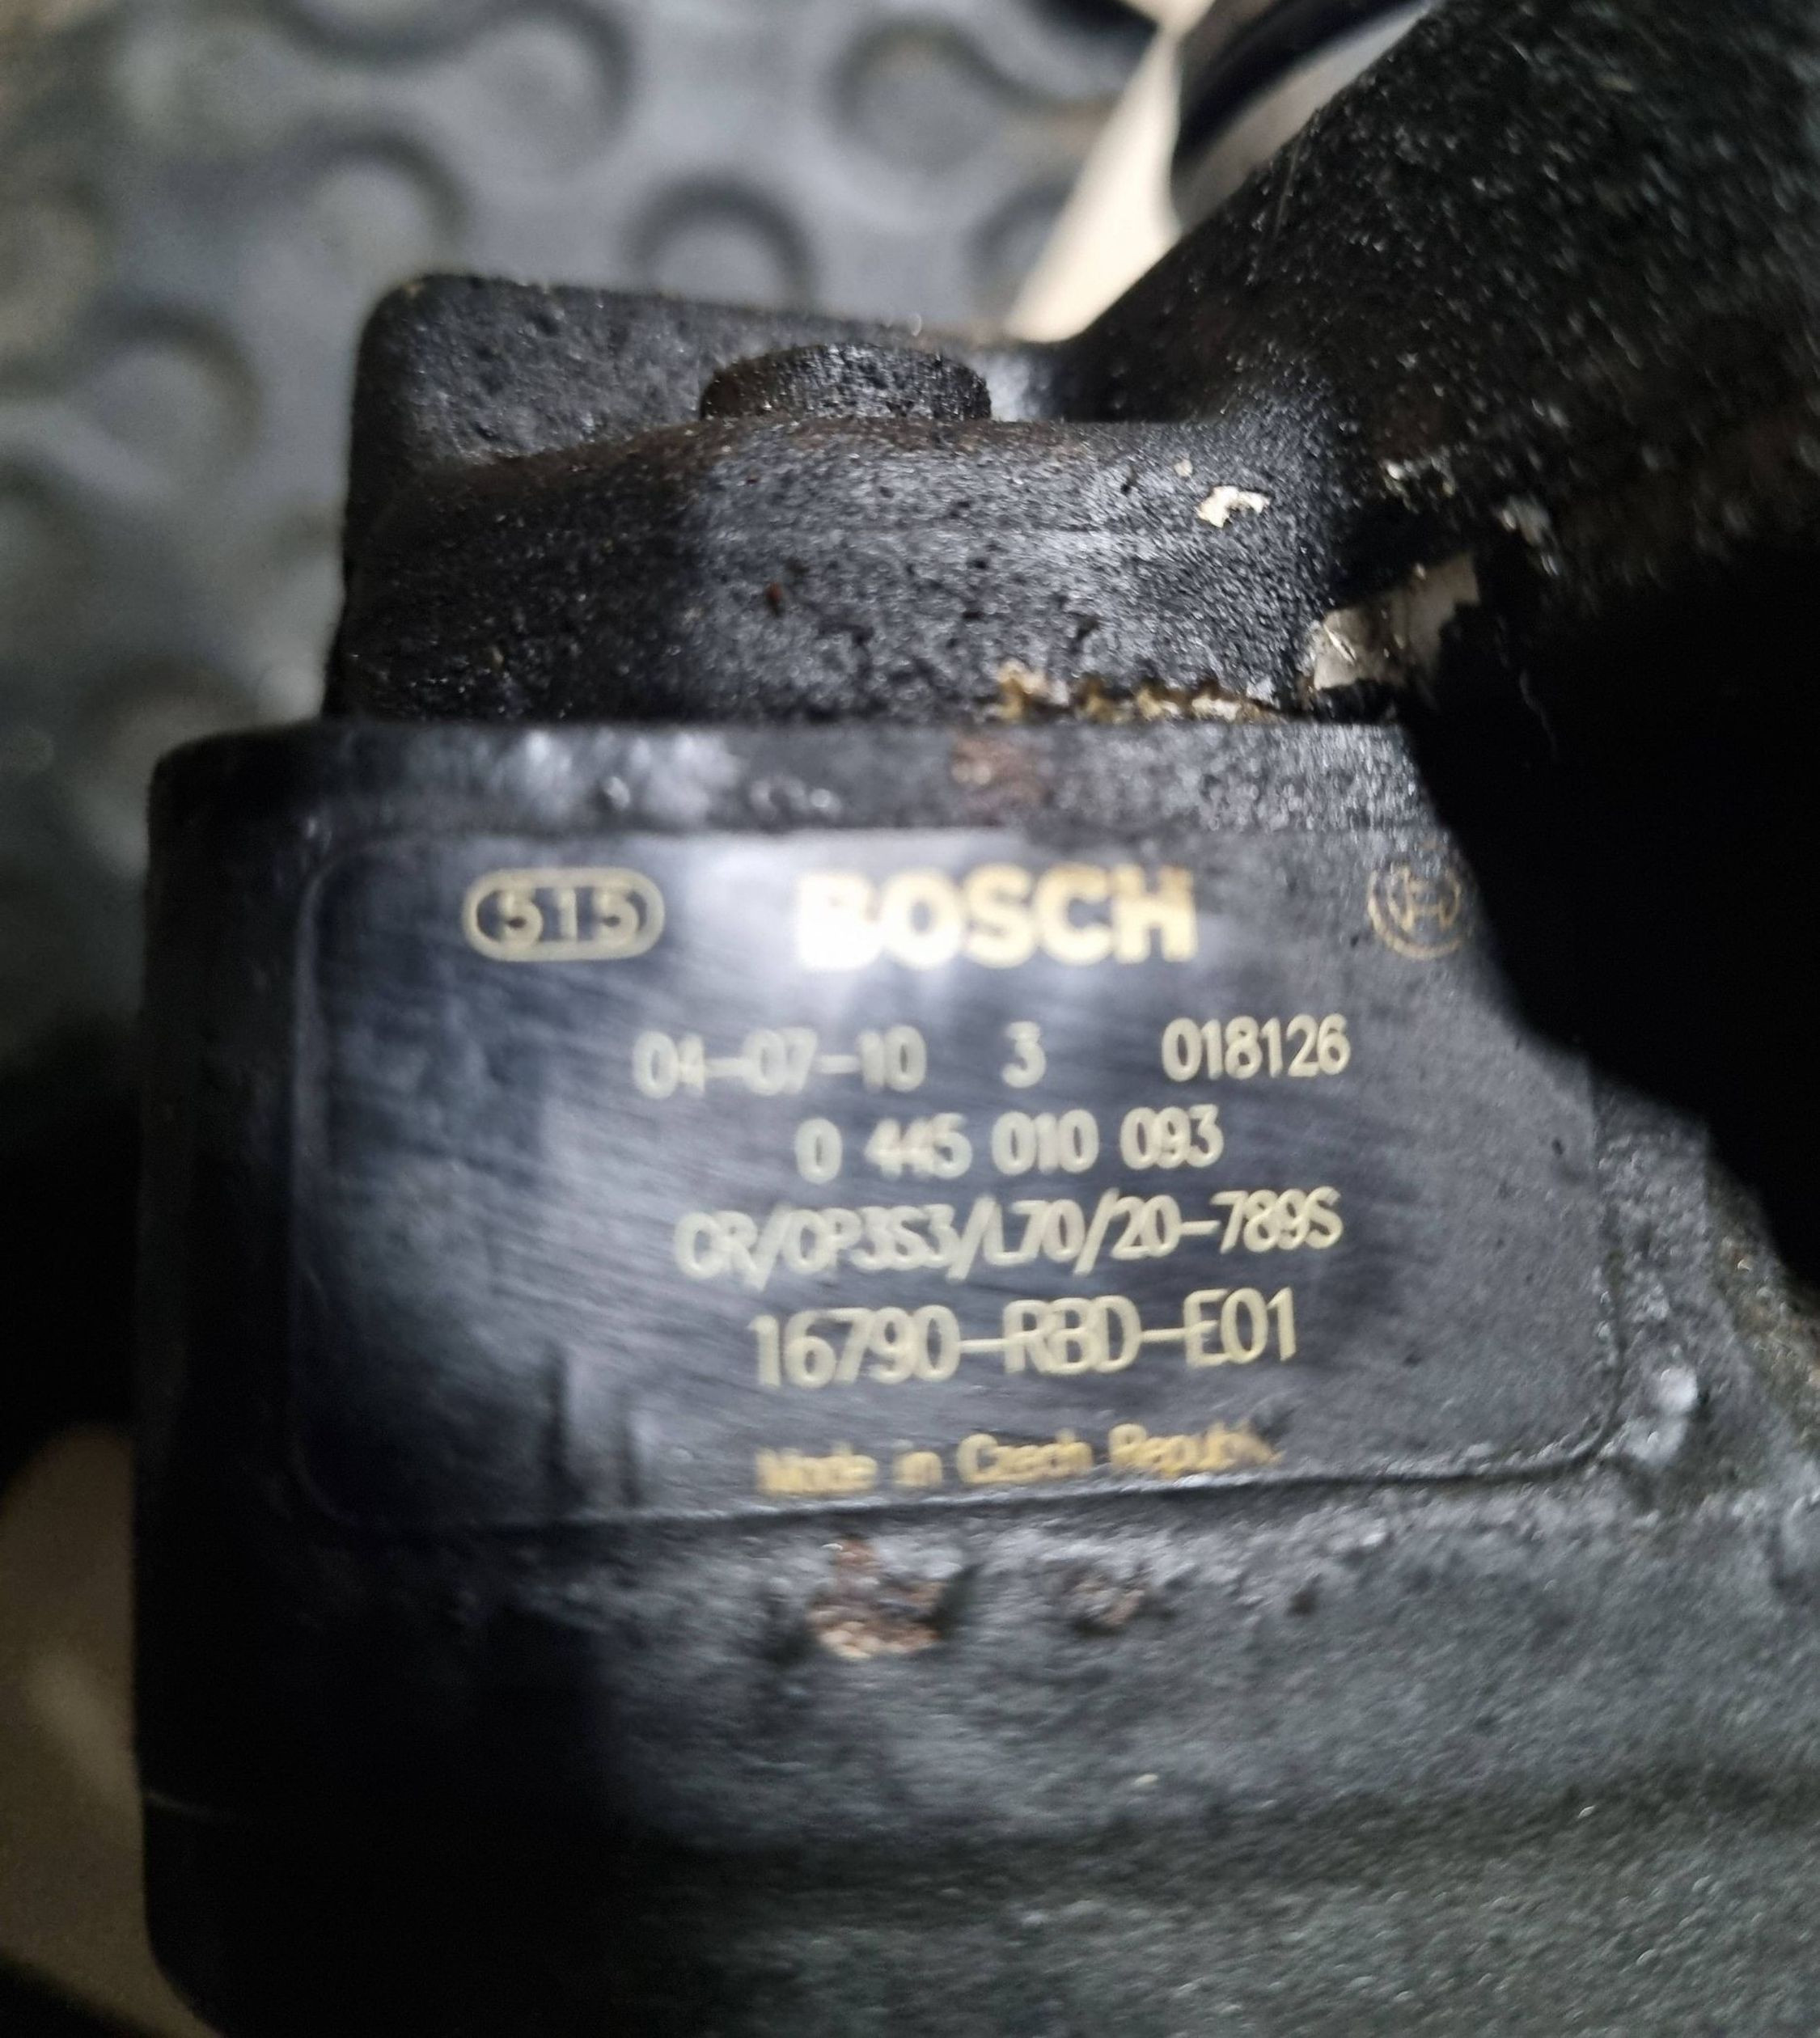 515 BOSCH
04-07-10 3 018126
0 445 010 093
CR/CP3S3/L70/20-789S
16790-RBD-E01
Made in Czech Republic